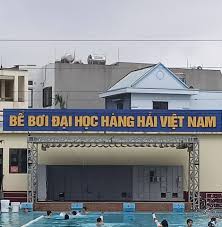 BỂ BƠI ĐẠI HỌC HÀNG HẢI VIỆT NAM